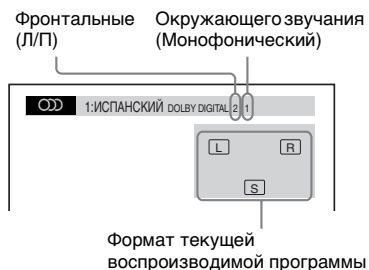 Фронтальные
(Л/П)
Окружающего звучания
(Монофонический)
1:ИСПАНСКИЙ DOLBY DIGITAL 2 1
L R
S
Формат текущей
воспроизводимой программы